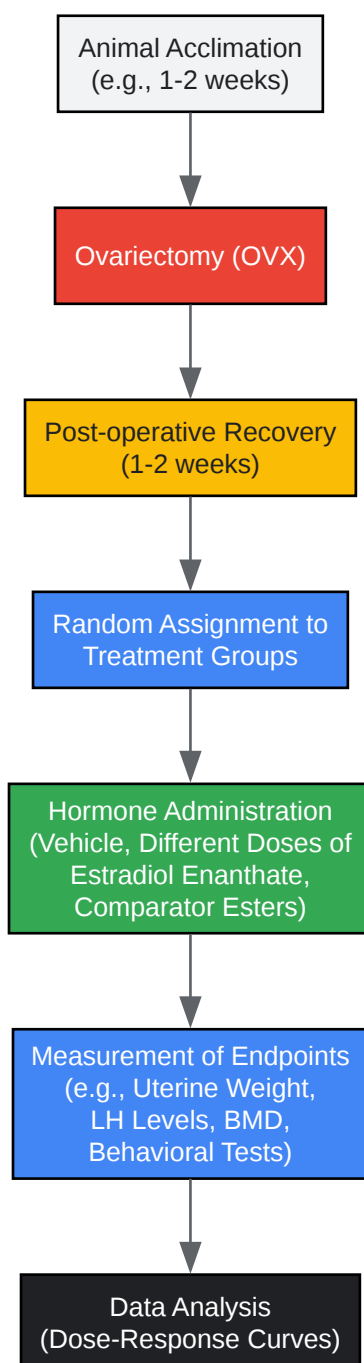 Animal Acclimation
(e.g., 1-2 weeks)
Ovariectomy (OVX)
Post-operative Recovery
(1-2 weeks)
Random Assignment to
Treatment Groups
Hormone Administration
(Vehicle, Different Doses of
Estradiol Enanthate,
Comparator Esters)
Measurement of Endpoints
(e.g., Uterine Weight,
LH Levels, BMD,
Behavioral Tests)
Data Analysis
(Dose-Response Curves)